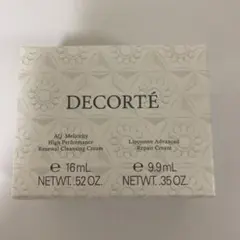 DECORTÉ
AQ Meliority
High Performance
Renewal Cleansing Cream
e 16mL
NETWT. 52 OZ.
Liposome Advanced
Repair Cream
e 9.9mL
NETWT. .35 OZ.